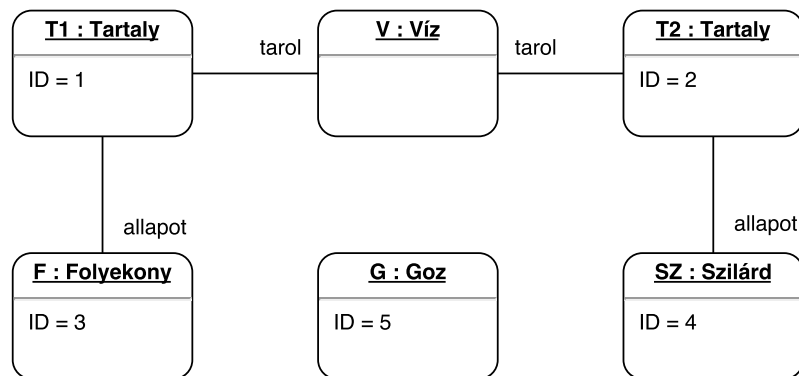 T1 : Tartaly
ID = 1
tarol
V : Víz
tarol
T2 : Tartaly
ID = 2
allapot
allapot
F : Folyekony
ID = 3
G : Goz
ID = 5
SZ : Szilárd
ID = 4